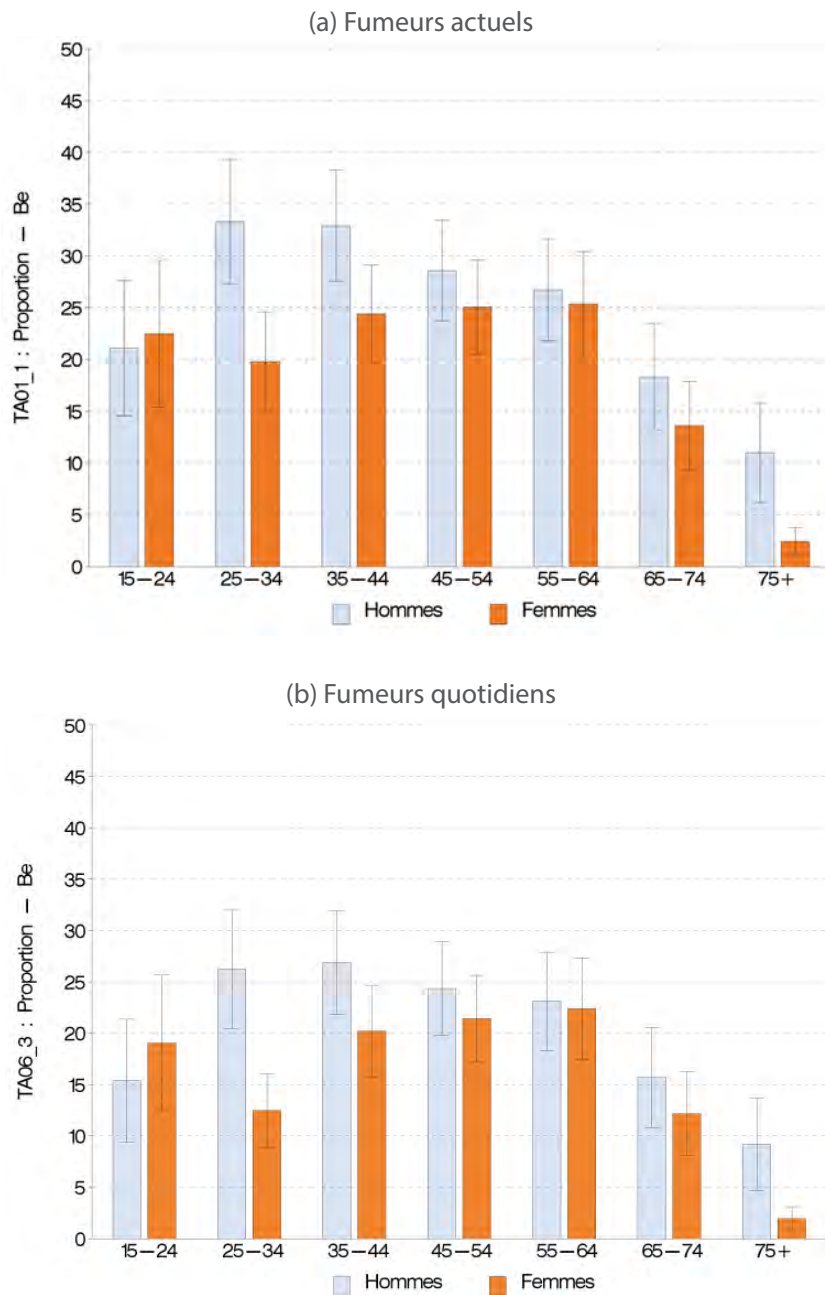 (a) Fumeurs actuels
50
45
40
35
30
25
20
15
10
5
0
TA01_1 : Proportion — Be
15—24 25—34 35—44 45—54 55—64 65—74 75+
Hommes Femmes
(b) Fumeurs quotidiens
50
45
40
35
30
25
20
15
10
5
0
TA06_3 : Proportion — Be
15—24 25—34 35—44 45—54 55—64 65—74 75+
Hommes Femmes